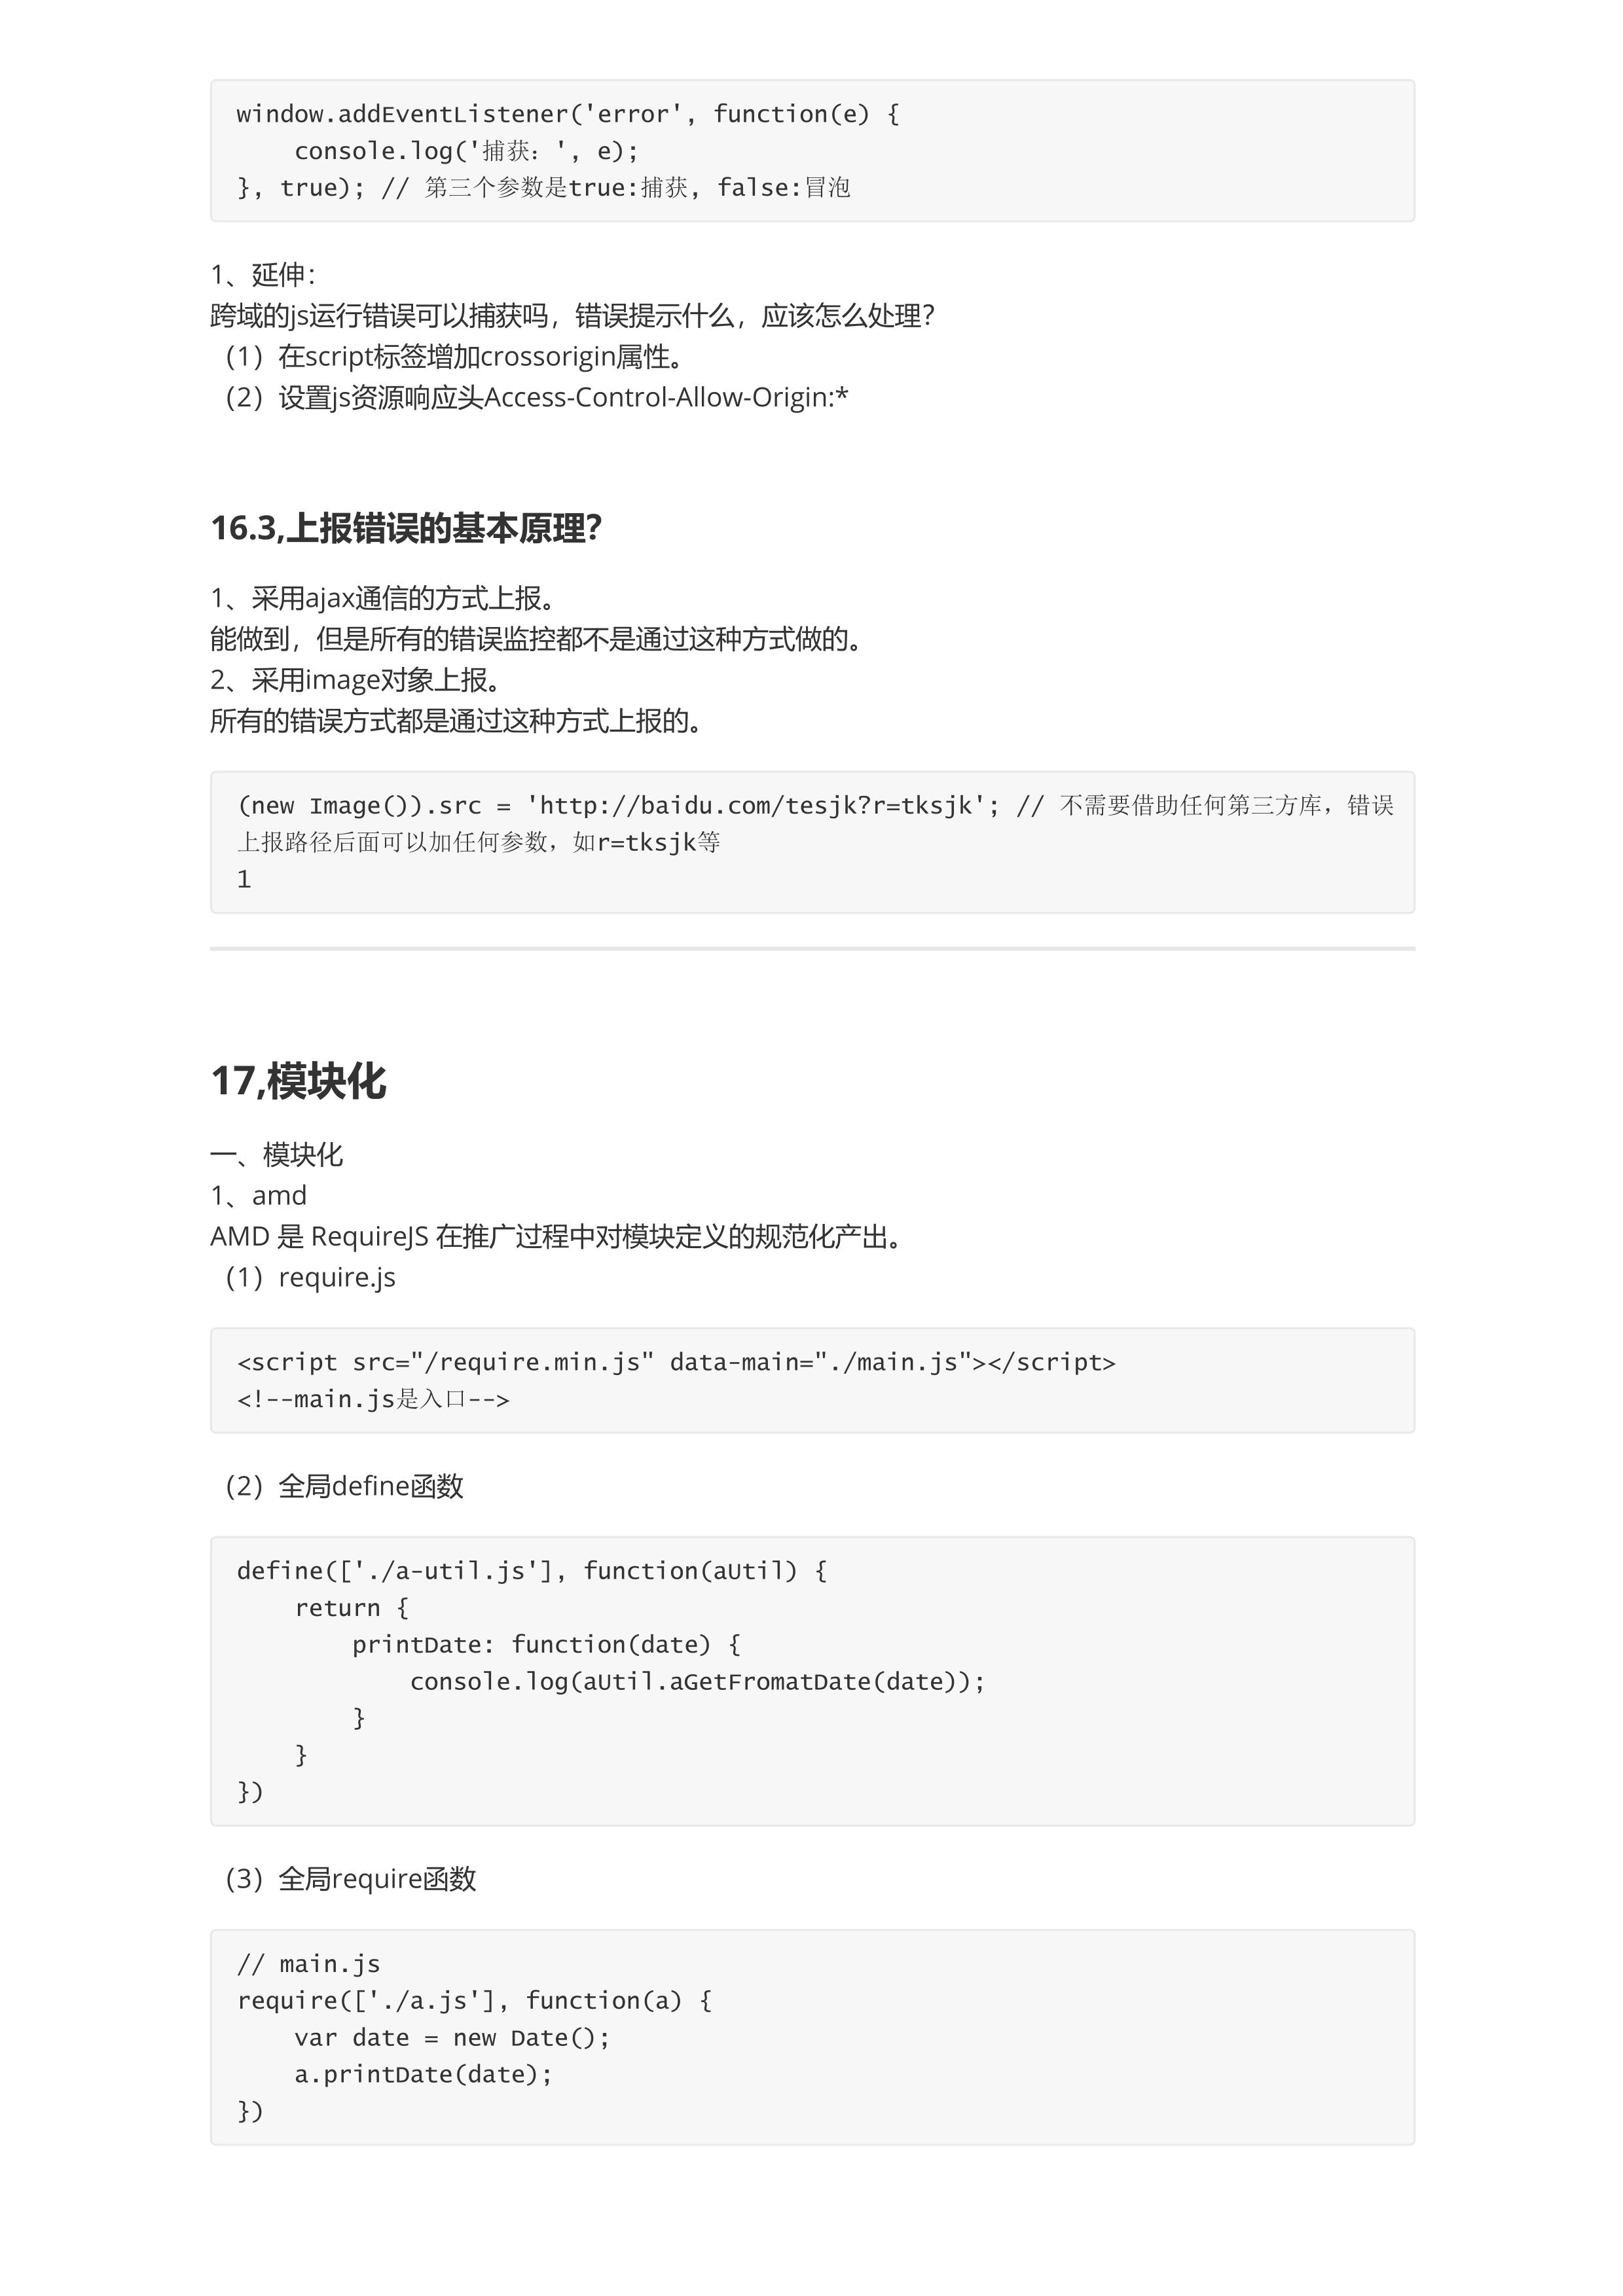 window.addEventListener('error', function(e) {
    console.log('捕获：', e);
}, true); // 第三个参数是true:捕获, false:冒泡
1、延伸：
跨域的js运行错误可以捕获吗，错误提示什么，应该怎么处理？
（1）在script标签增加crossorigin属性。
（2）设置js资源响应头Access-Control-Allow-Origin:*
16.3,上报错误的基本原理？
1、采用ajax通信的方式上报。
能做到，但是所有的错误监控都不是通过这种方式做的。
2、采用image对象上报。
所有的错误方式都是通过这种方式上报的。
(new Image()).src = 'http://baidu.com/tesjk?r=tksjk'; // 不需要借助任何第三方库，错误
上报路径后面可以加任何参数，如r=tksjk等
1
17,模块化
一、模块化
1、amd
AMD 是 RequireJS 在推广过程中对模块定义的规范化产出。
（1）require.js
<script src="/require.min.js" data-main="./main.js"></script>
<!--main.js是入口-->
（2）全局define函数
define(['./a-util.js'], function(aUtil) {
    return {
        printDate: function(date) {
            console.log(aUtil.aGetFromatDate(date));
        }
    }
})
（3）全局require函数
// main.js
require(['./a.js'], function(a) {
    var date = new Date();
    a.printDate(date);
})